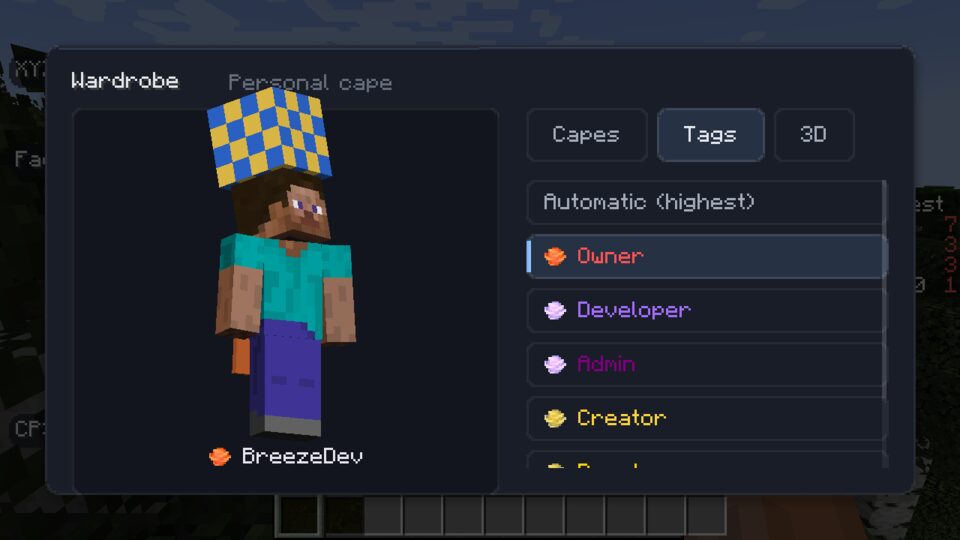 Wardrobe
Personal cape
Capes
Tags
3D
Automatic (highest)
Owner
Developer
Admin
Creator
BreezeDev